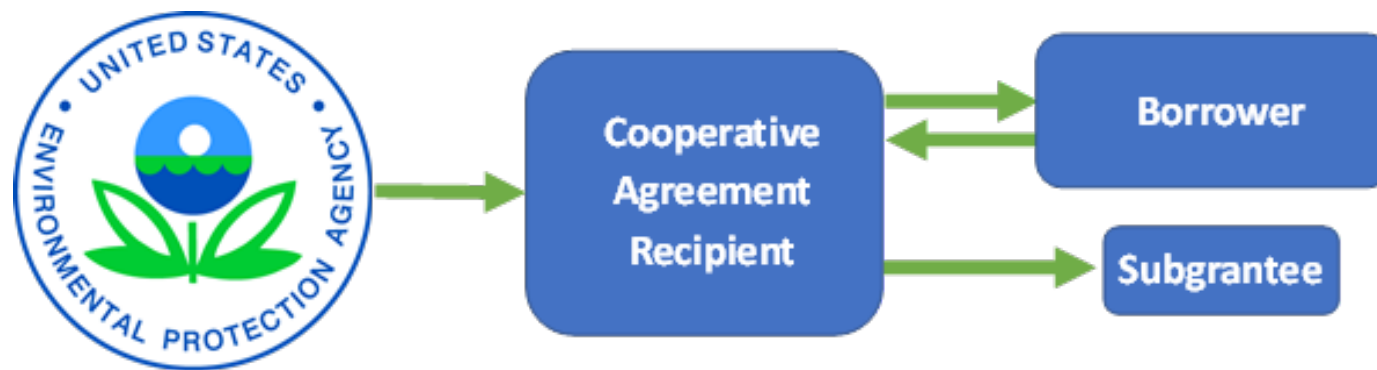 UNITED STATES
ENVIRONMENTAL PROTECTION AGENCY
Cooperative
Agreement
Recipient
Borrower
Subgrantee